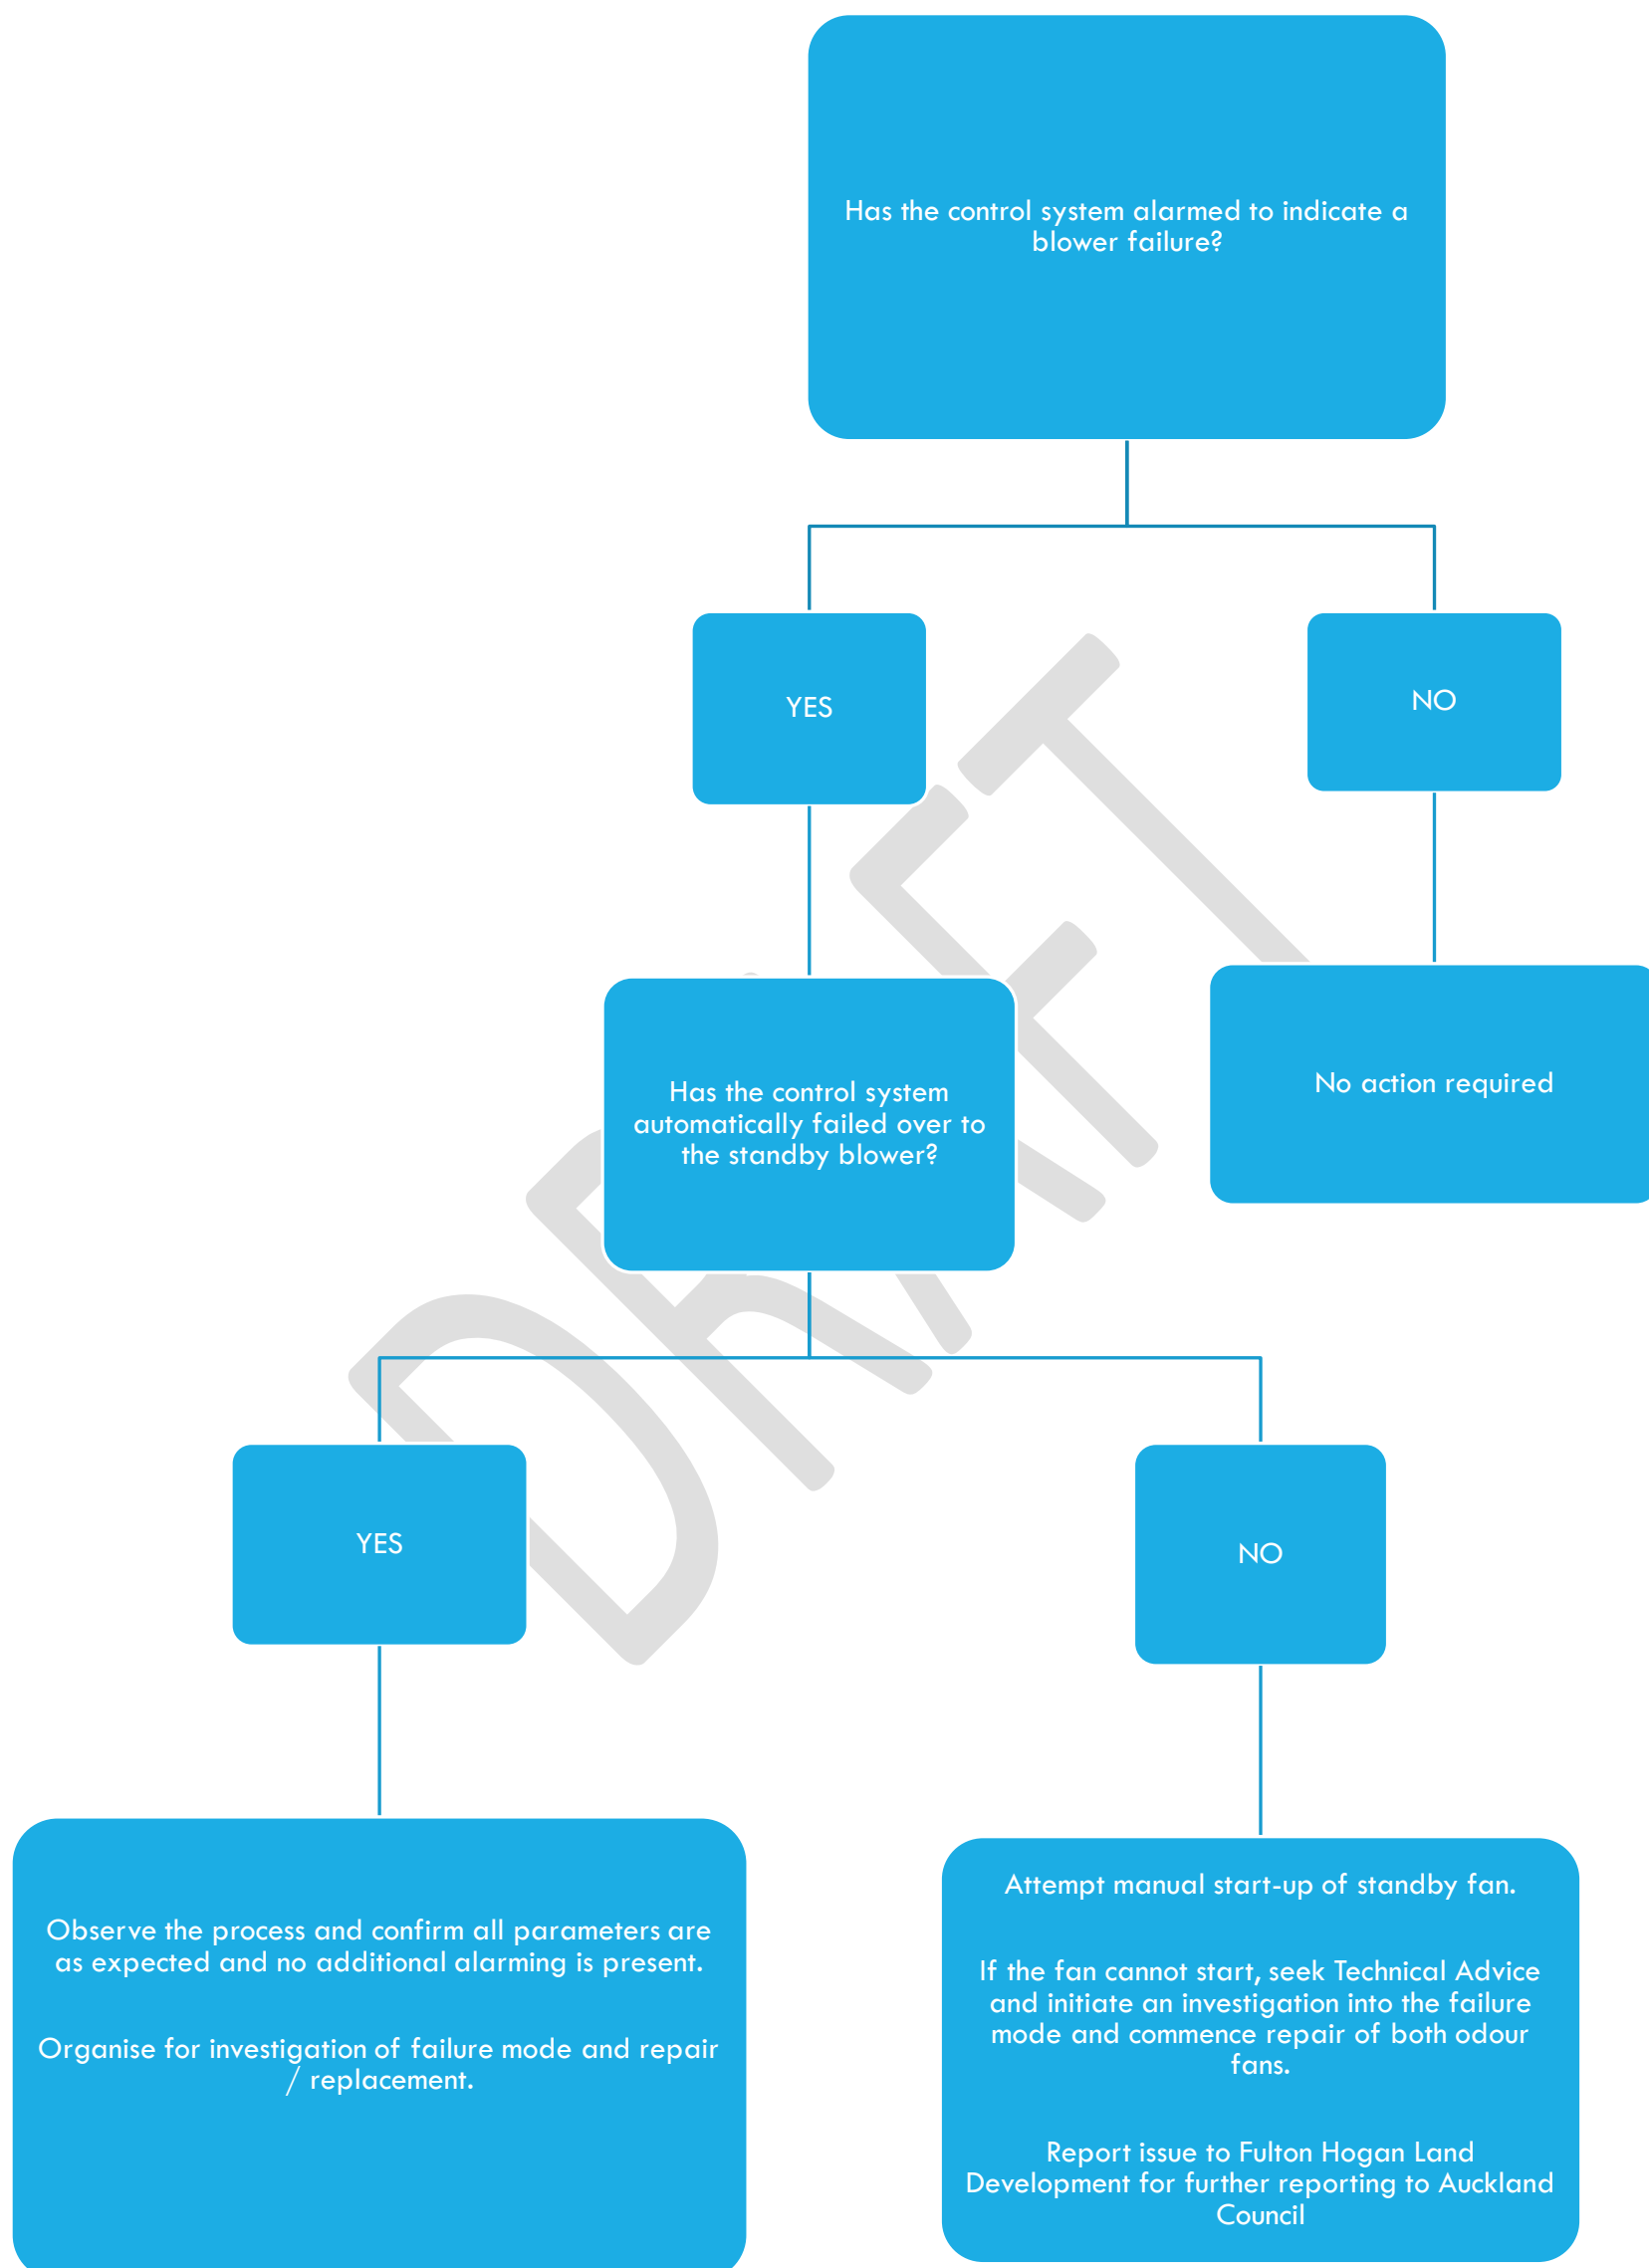 Has the control system alarmed to indicate a
blower failure?
YES
NO
Has the control system
automatically failed over to
the standby blower?
No action required
YES
NO
Observe the process and confirm all parameters are
as expected and no additional alarming is present.
Organise for investigation of failure mode and repair
/ replacement.
Attempt manual start-up of standby fan.
If the fan cannot start, seek Technical Advice
and initiate an investigation into the failure
mode and commence repair of both odour
fans.
Report issue to Fulton Hogan Land
Development for further reporting to Auckland
Council
DRAFT